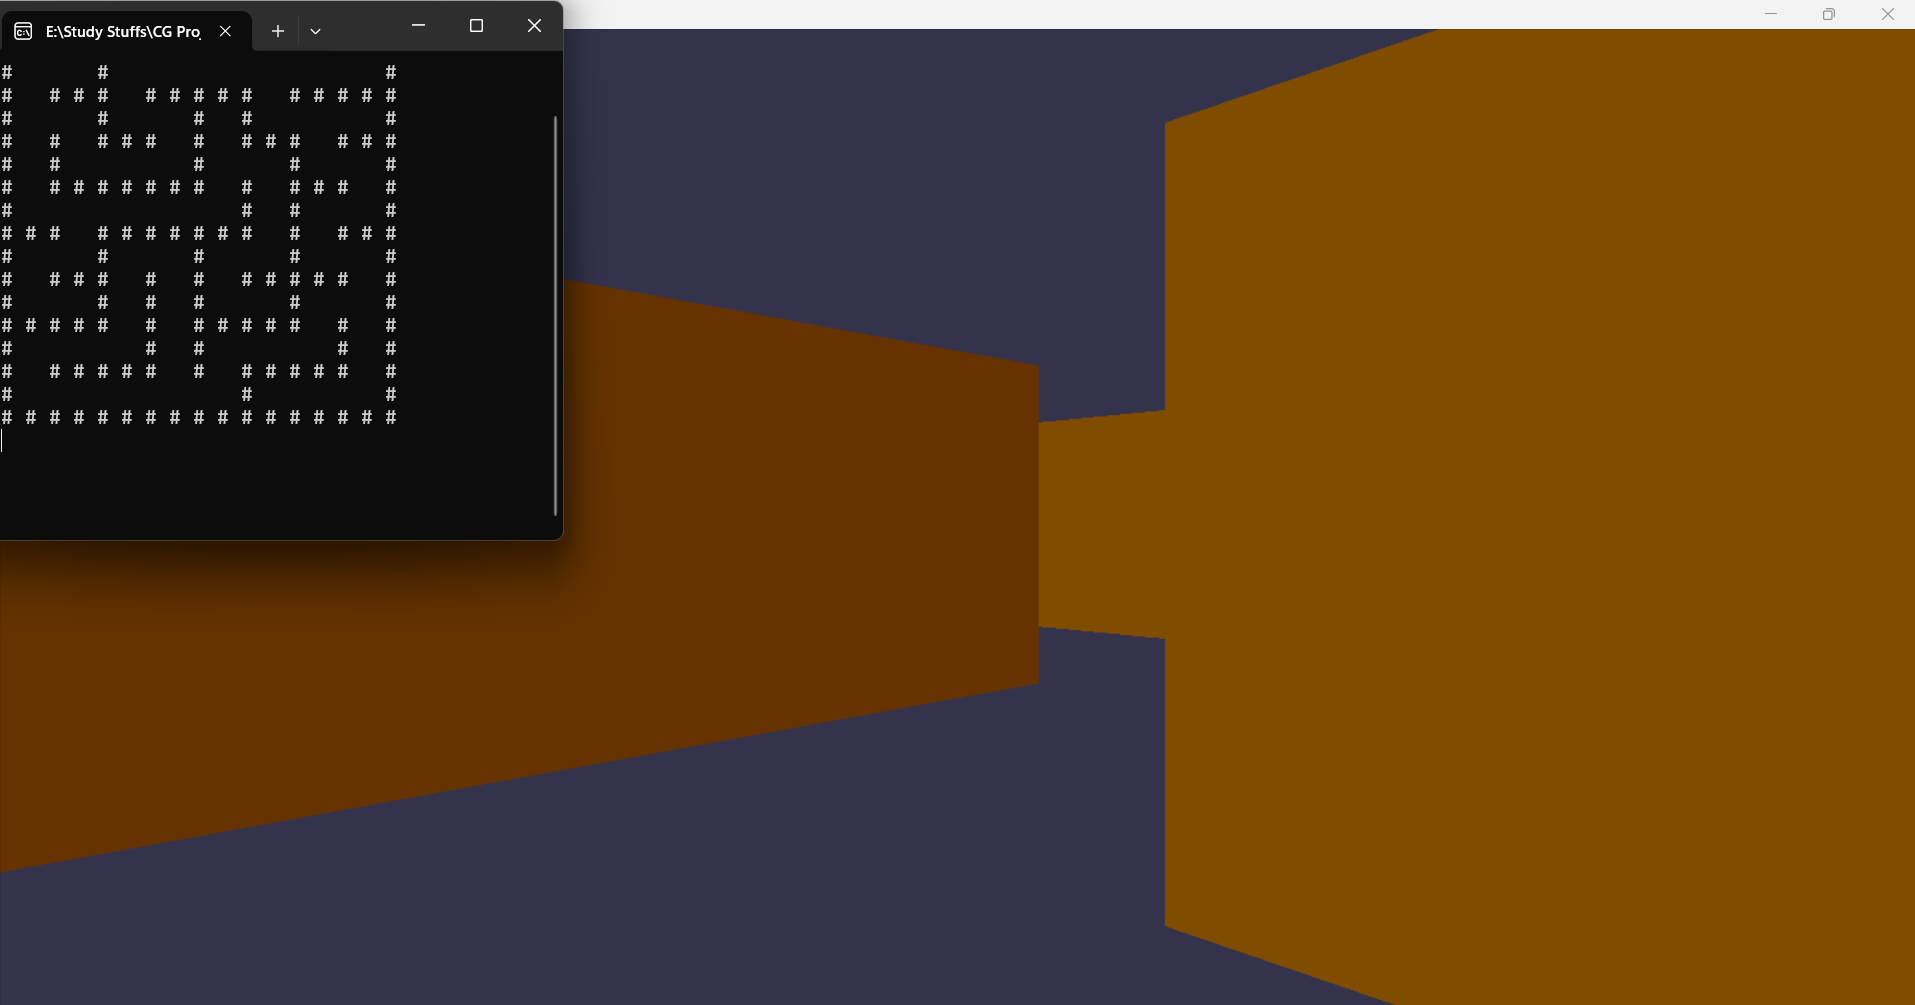 E:\Study Stuffs\CG Pro
#       #                       #
#   # # #   # # # # #   # # # # #
#       #       #   #           #
#   #   # # #   #   # # #   # # #
#   #           #       #       #
#   # # # # # # #   #   # # #   #
#                   #   #       #
# # #   # # # # # # #   #   # # #
#       #       #       #       #
#   # # #   #   #   # # # # #   #
#       #   #   #       #       #
# # # # #   #   # # # # #   #   #
#           #   #           #   #
#   # # # # #   #   # # # # #   #
#                   #           #
# # # # # # # # # # # # # # # # #